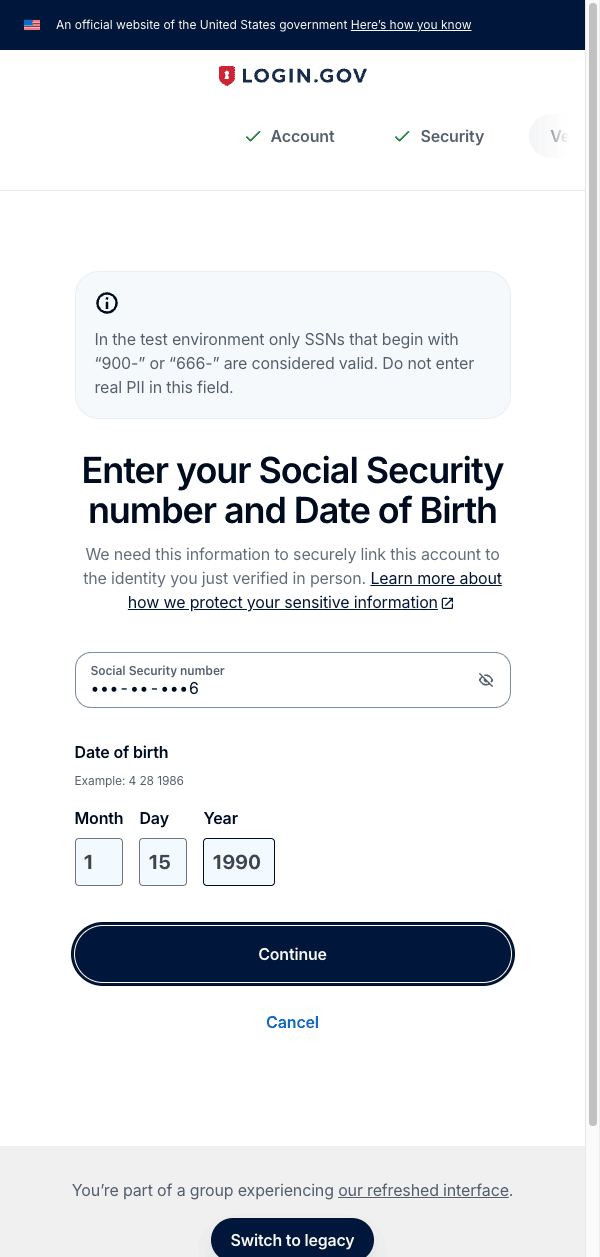 An official website of the United States government Here’s how you know
LOGIN.GOV
Account
Security
In the test environment only SSNs that begin with
“900-” or “666-” are considered valid. Do not enter
real PII in this field.
Enter your Social Security
number and Date of Birth
We need this information to securely link this account to
the identity you just verified in person. Learn more about
how we protect your sensitive information
Social Security number
•••-••-•••6
Date of birth
Example: 4 28 1986
Month Day Year
1 15 1990
Continue
Cancel
You’re part of a group experiencing our refreshed interface.
Switch to legacy